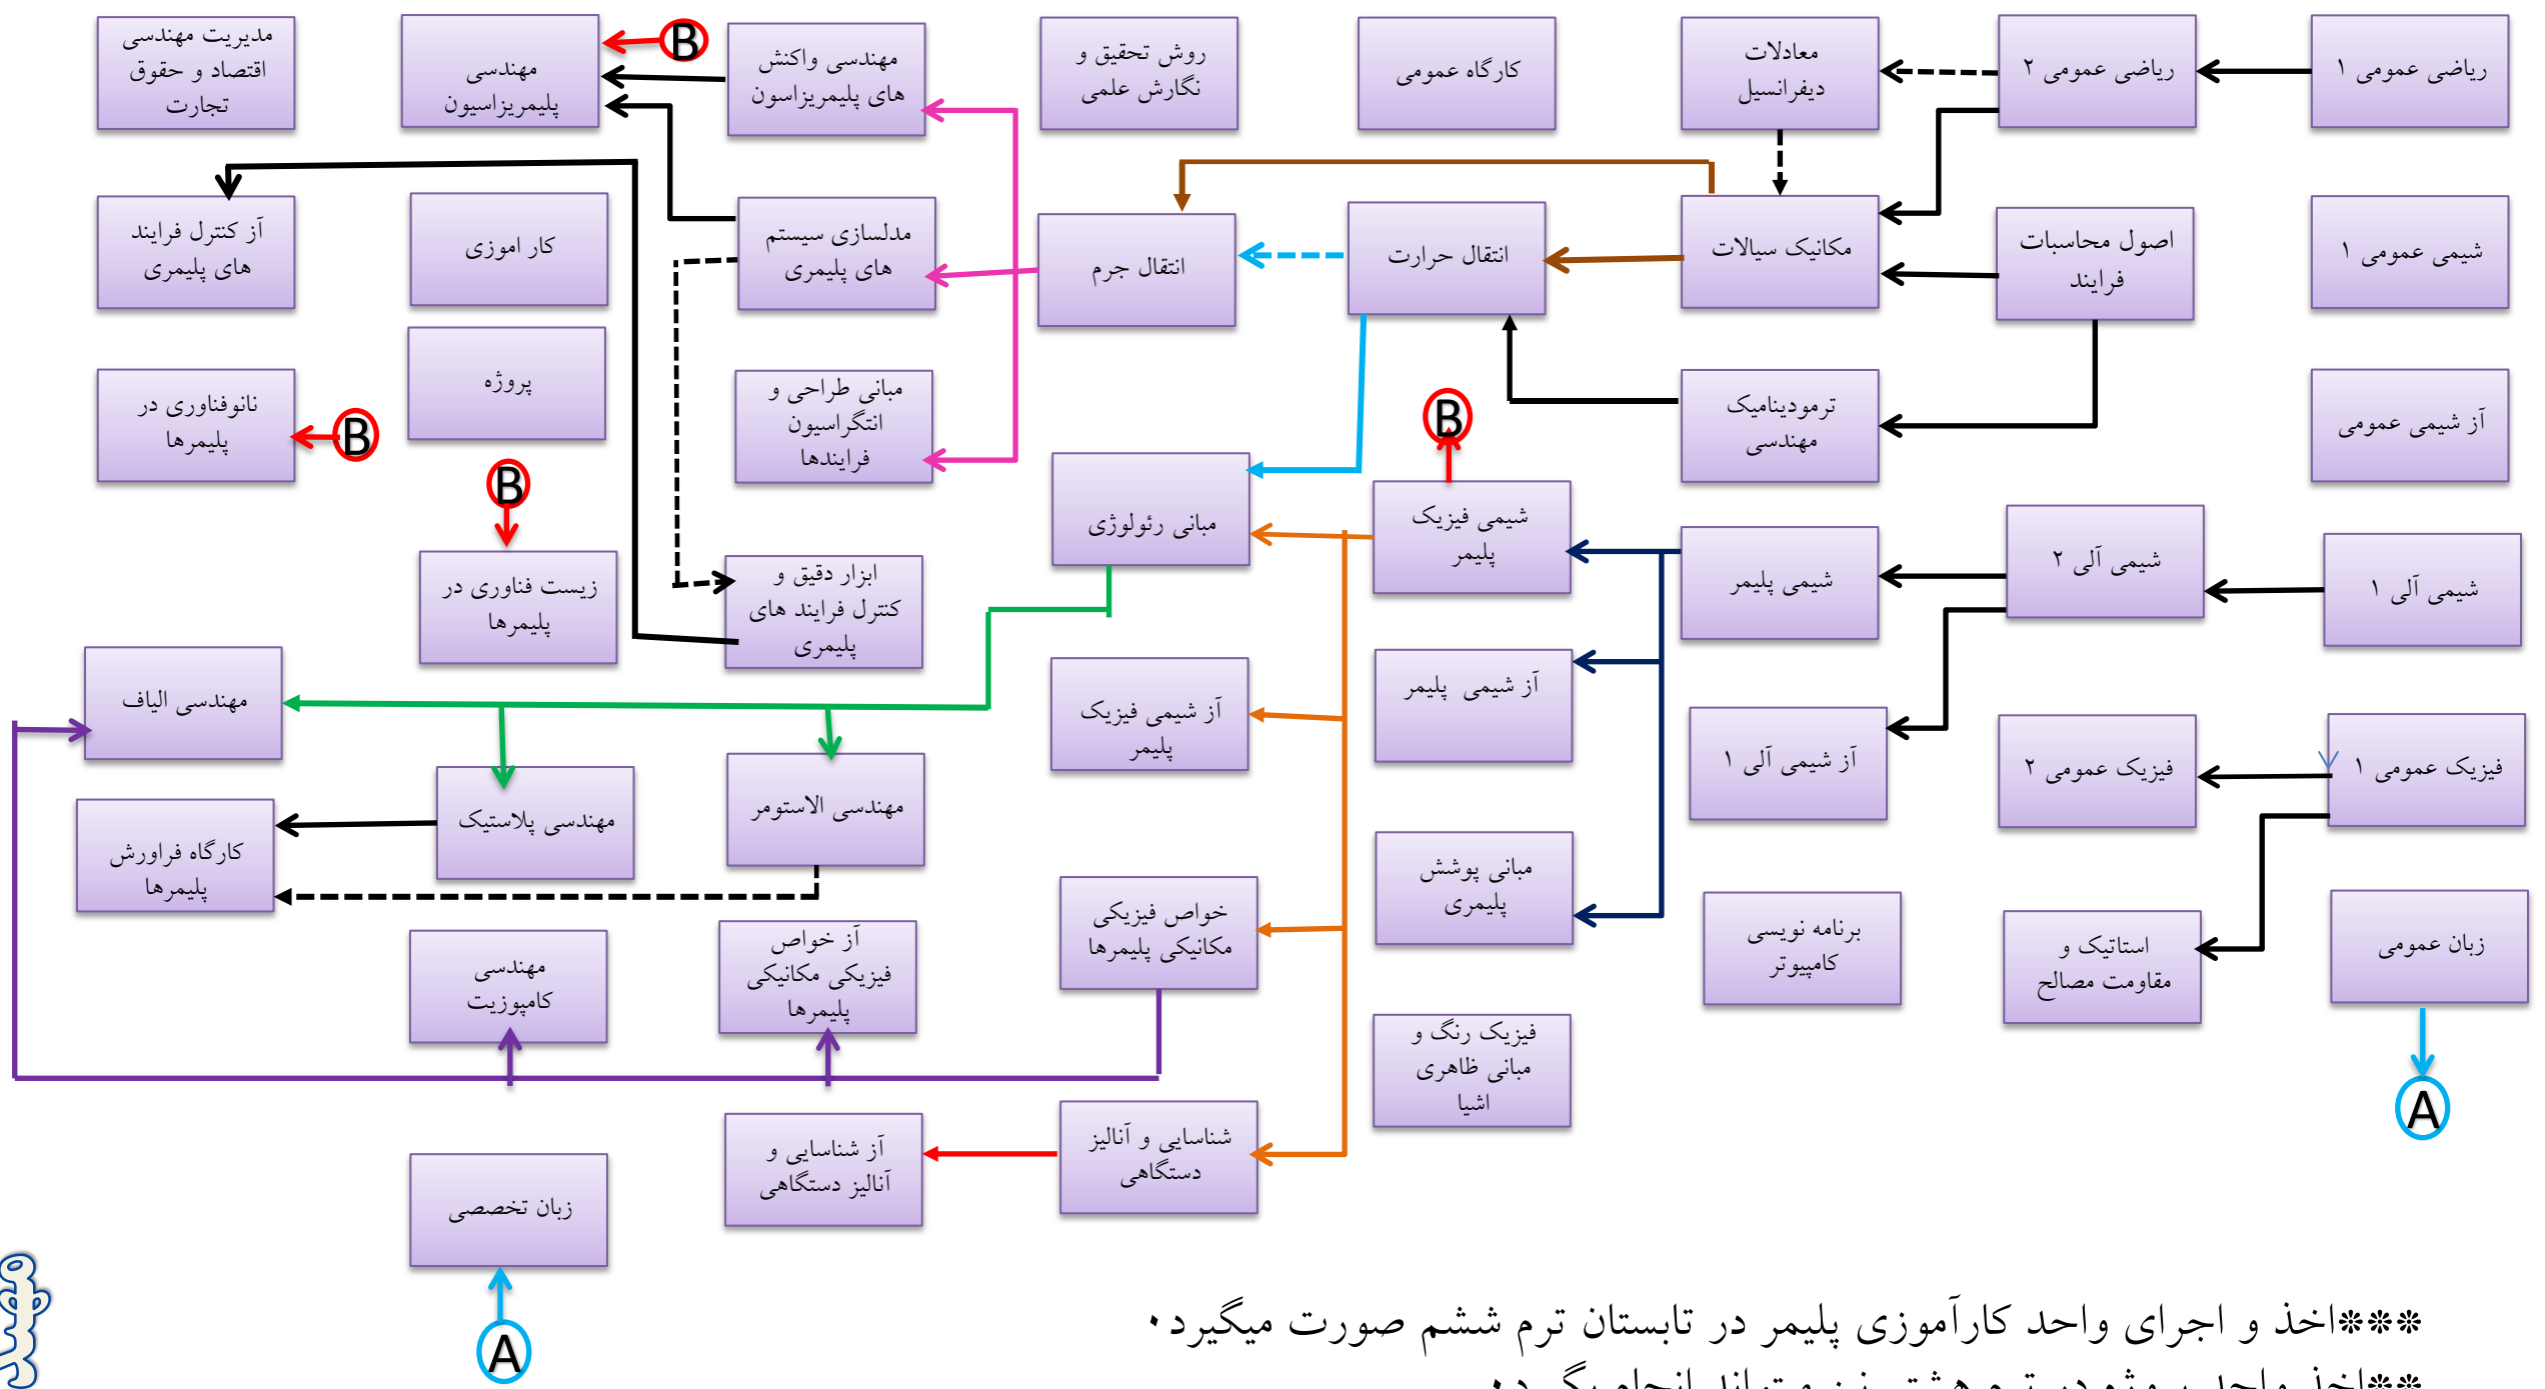 ریاضی عمومی ۱
ریاضی عمومی ۲
معادلات
دیفرانسیل
کارگاه عمومی
روش تحقیق و
نگارش علمی
مهندسی واکنش
های پلیمریزاسون
B
مهندسی
پلیمریزاسیون
مدیریت مهندسی
اقتصاد و حقوق
تجارت
شیمی عمومی ۱
اصول محاسبات
فرایند
مکانیک سیالات
انتقال حرارت
انتقال جرم
مدلسازی سیستم
های پلیمری
کار اموزی
آز کنترل فرایند
های پلیمری
آز شیمی عمومی
ترمودینامیک
مهندسی
B
مبانی طراحی و
انتگراسیون
فرایندها
پروژه
B
نانوفناوری در
پلیمرها
شیمی آلی ۱
شیمی آلی ۲
شیمی پلیمر
شیمی فیزیک
پلیمر
مبانی رئولوژی
ابزار دقیق و
کنترل فرایند های
پلیمری
B
زیست فناوری در
پلیمرها
مهندسی الیاف
فیزیک عمومی ۱
فیزیک عمومی ۲
آز شیمی آلی ۱
آز شیمی پلیمر
آز شیمی فیزیک
پلیمر
مهندسی الاستومر
مهندسی پلاستیک
کارگاه فراورش
پلیمرها
زبان عمومی
استاتیک و
مقاومت مصالح
برنامه نویسی
کامپیوتر
مبانی پوشش
پلیمری
خواص فیزیکی
مکانیکی پلیمرها
آز خواص
فیزیکی مکانیکی
پلیمرها
مهندسی
کامپوزیت
A
فیزیک رنگ و
مبانی ظاهری
اشیا
شناسایی و آنالیز
دستگاهی
آز شناسایی و
آنالیز دستگاهی
زبان تخصصی
A
***اخذ و اجرای واحد کارآموزی پلیمر در تابستان ترم ششم صورت میگیرد۰